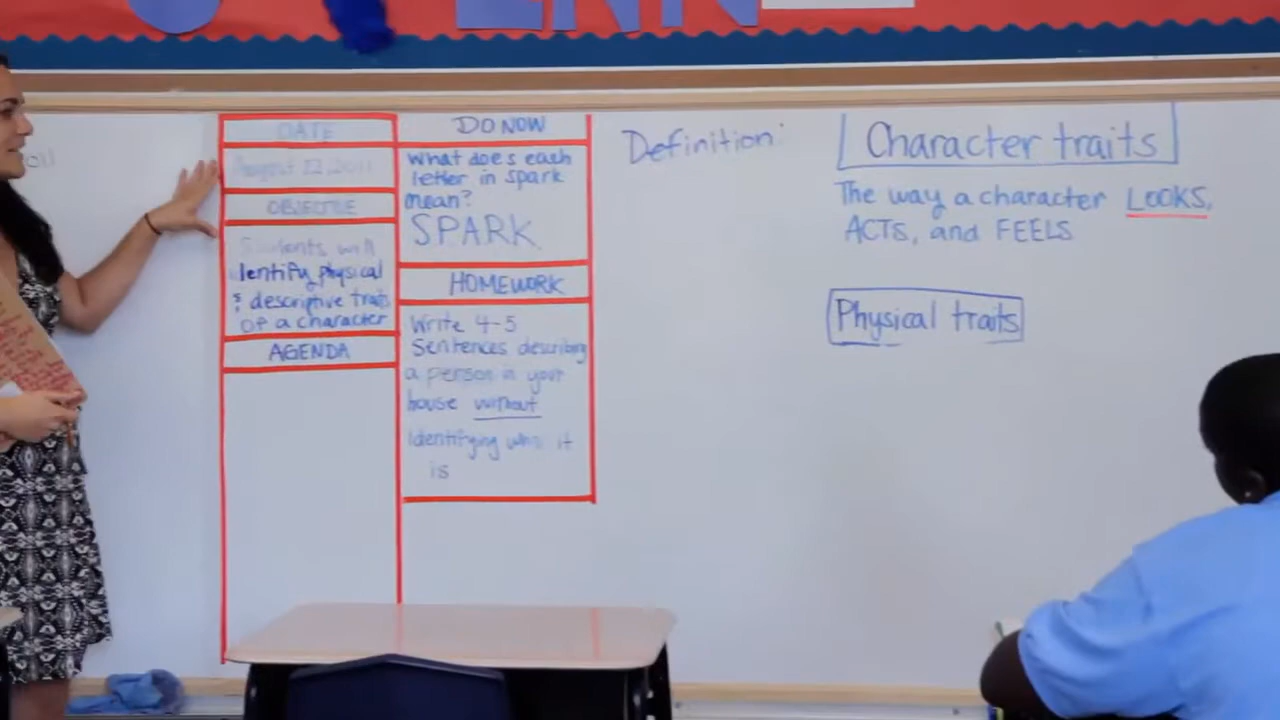 DATE
August 22, 2011
OBJECTIVE
Students will
identify physical
& descriptive traits
of a character
AGENDA
DO NOW
What does each
letter in spark
mean?
SPARK
HOMEWORK
Write 4-5
Sentences describing
a person in your
house without
identifying who it
is
Definition:
Character traits
The way a character LOOKS,
ACTS, and FEELS
Physical traits